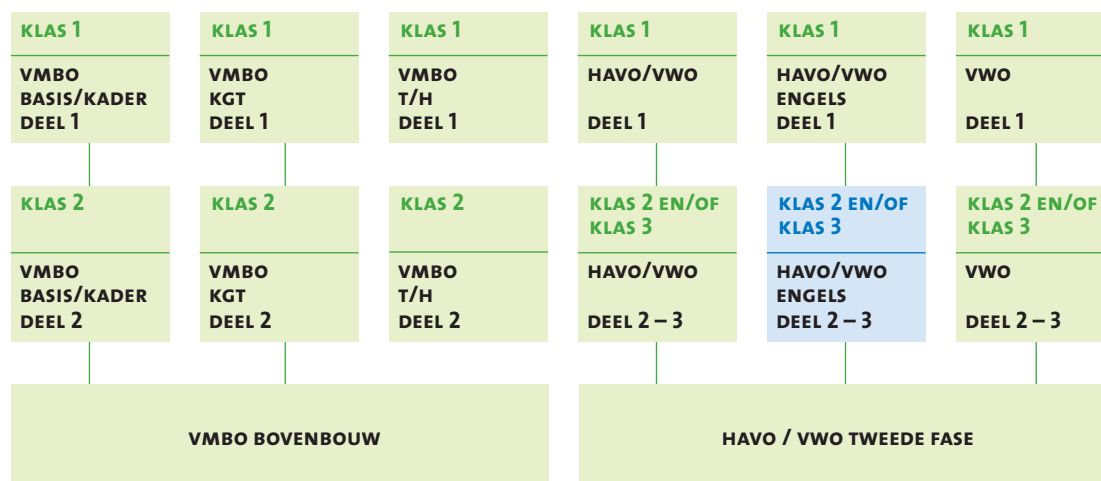 KLAS 1
VMBO
BASIS/KADER
DEEL 1
KLAS 1
VMBO
KGT
DEEL 1
KLAS 1
VMBO
T/H
DEEL 1
KLAS 1
HAVO/VWO
DEEL 1
KLAS 1
HAVO/VWO
ENGELS
DEEL 1
KLAS 1
VWO
DEEL 1
KLAS 2
VMBO
BASIS/KADER
DEEL 2
KLAS 2
VMBO
KGT
DEEL 2
KLAS 2
VMBO
T/H
DEEL 2
KLAS 2 EN/OF
KLAS 3
HAVO/VWO
DEEL 2 – 3
KLAS 2 EN/OF
KLAS 3
HAVO/VWO
ENGELS
DEEL 2 – 3
KLAS 2 EN/OF
KLAS 3
VWO
DEEL 2 – 3
VMBO BOVENBOUW
HAVO / VWO TWEEDE FASE